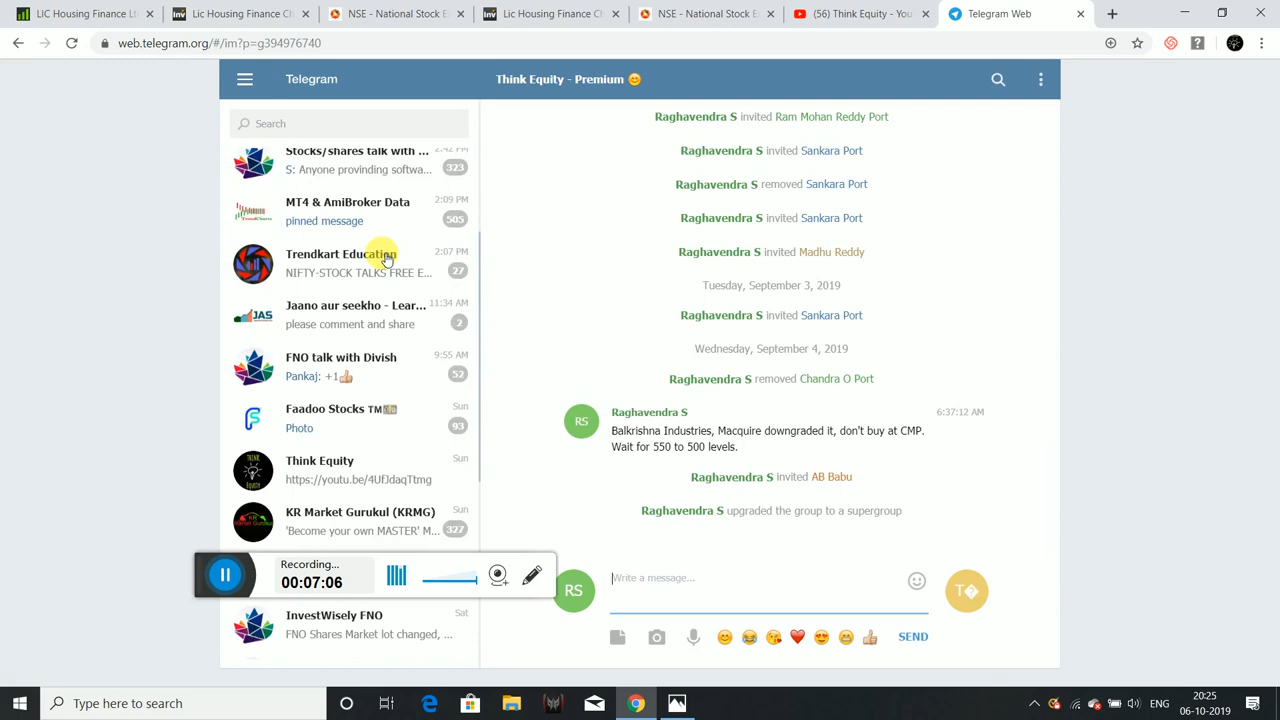 LIC Housing Finance Lt
Lic Housing Finance Ch
NSE - National Stock E
Lic Housing Finance Ch
NSE - National Stock E
(56) Think Equity - You
Telegram Web
web.telegram.org/#/im?p=g394976740
Telegram
Think Equity - Premium 😊
Search
Stocks/shares talk with ...
2:42 PM
S: Anyone provinding softwa...
323
MT4 & AmiBroker Data
2:09 PM
pinned message
505
Trendkart Education
2:07 PM
NIFTY-STOCK TALKS FREE E...
27
Jaano aur seekho - Lear...
11:34 AM
please comment and share
2
JAS
FNO talk with Divish
9:55 AM
Pankaj: +1👍
52
Faadoo Stocks TM
Sun
Photo
93
Think Equity
Sun
https://youtu.be/4UfJdaqTtmg
THINK
EQUITY
KR Market Gurukul (KRMG)
Sun
'Become your own MASTER' M...
327
InvestWisely FNO
Sat
FNO Shares Market lot changed, ...
Recording...
00:07:06
Raghavendra S invited Ram Mohan Reddy Port
Raghavendra S invited Sankara Port
Raghavendra S removed Sankara Port
Raghavendra S invited Sankara Port
Raghavendra S invited Madhu Reddy
Tuesday, September 3, 2019
Raghavendra S invited Sankara Port
Wednesday, September 4, 2019
Raghavendra S removed Chandra O Port
RS
Raghavendra S
6:37:12 AM
Balkrishna Industries, Macquire downgraded it, don't buy at CMP.
Wait for 550 to 500 levels.
Raghavendra S invited AB Babu
Raghavendra S upgraded the group to a supergroup
RS
Write a message...
T�
SEND
Type here to search
ENG
20:25
06-10-2019